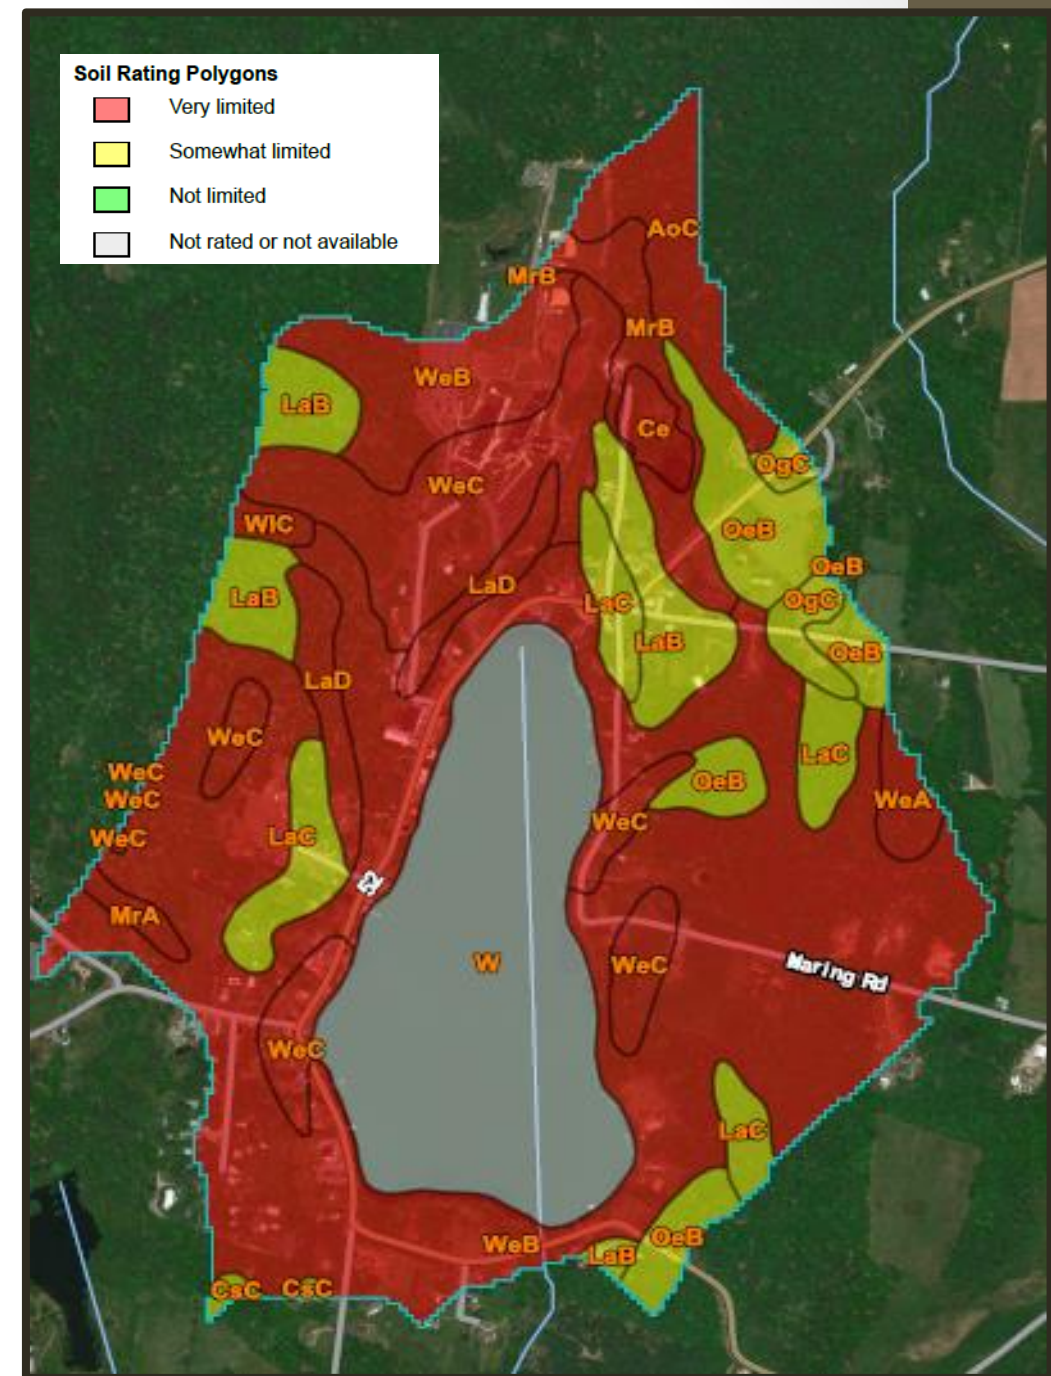 Soil Rating Polygons
Very limited
Somewhat limited
Not limited
Not rated or not available
AoC
MrB
MrB
WeB
LaB
Ce
OgC
WeC
WlC
OeB
OeB
LaD
LaB
LaC
OgC
LaB
OeB
LaD
WeC
LaC
WeC
OeB
WeC
WeA
WeC
WeC
LaC
52
MrA
W
WeC
Maring Rd
WeC
LaC
WeB
OeB
LaB
CsC
CsC